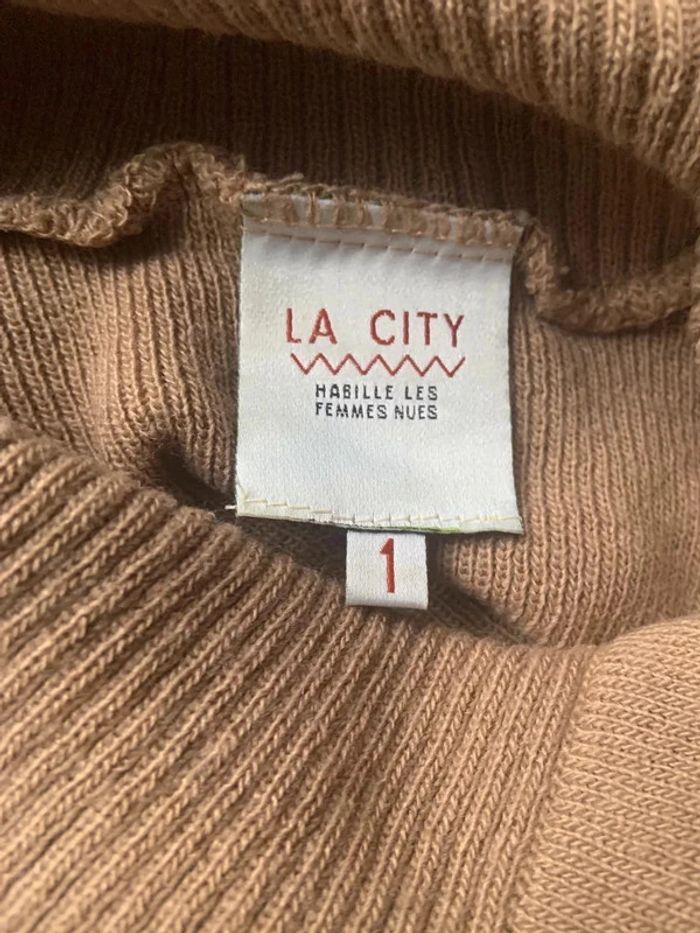 LA CITY
HABILLE LES
FEMMES NUES
1